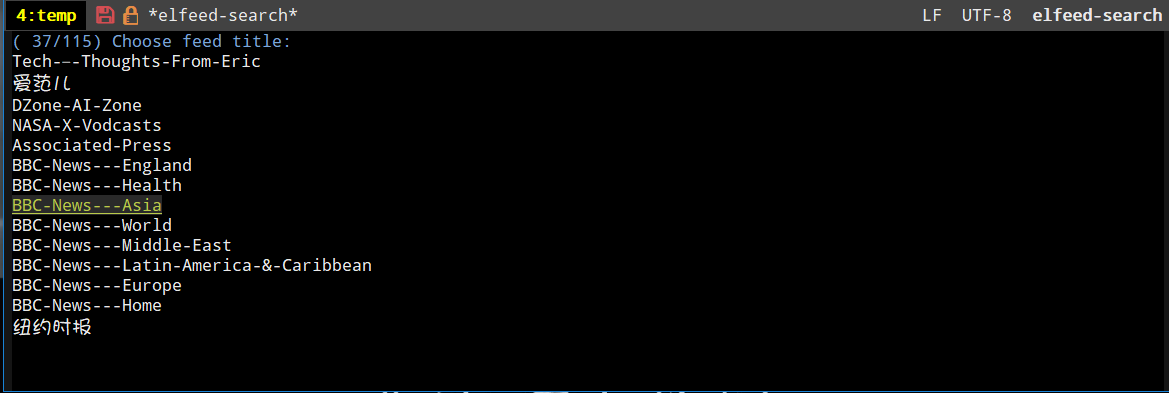 4:temp *elfeed-search* LF UTF-8 elfeed-search
( 37/115) Choose feed title:
Tech-–-Thoughts-From-Eric
爱范儿
DZone-AI-Zone
NASA-X-Vodcasts
Associated-Press
BBC-News---England
BBC-News---Health
BBC-News---Asia
BBC-News---World
BBC-News---Middle-East
BBC-News---Latin-America-&-Caribbean
BBC-News---Europe
BBC-News---Home
纽约时报